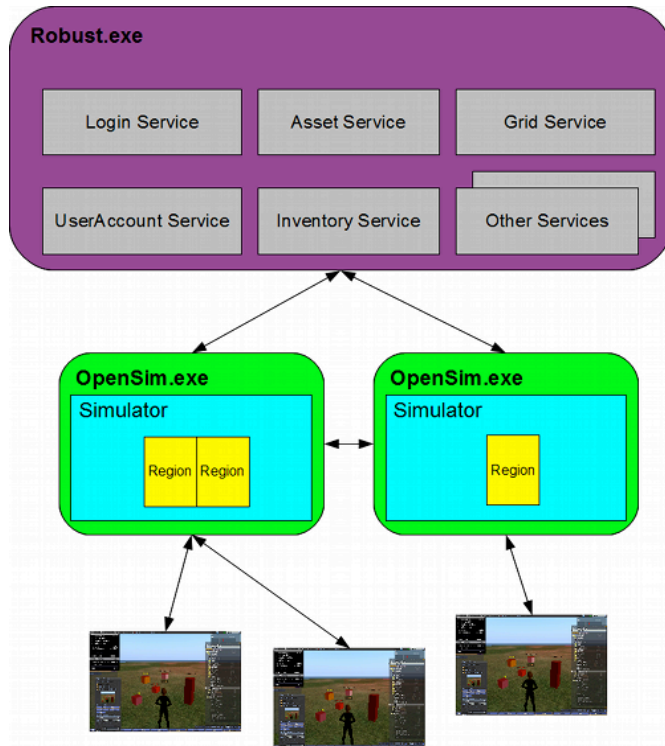 Robust.exe
Login Service
Asset Service
Grid Service
UserAccount Service
Inventory Service
Other Services
OpenSim.exe
Simulator
Region
Region
OpenSim.exe
Simulator
Region